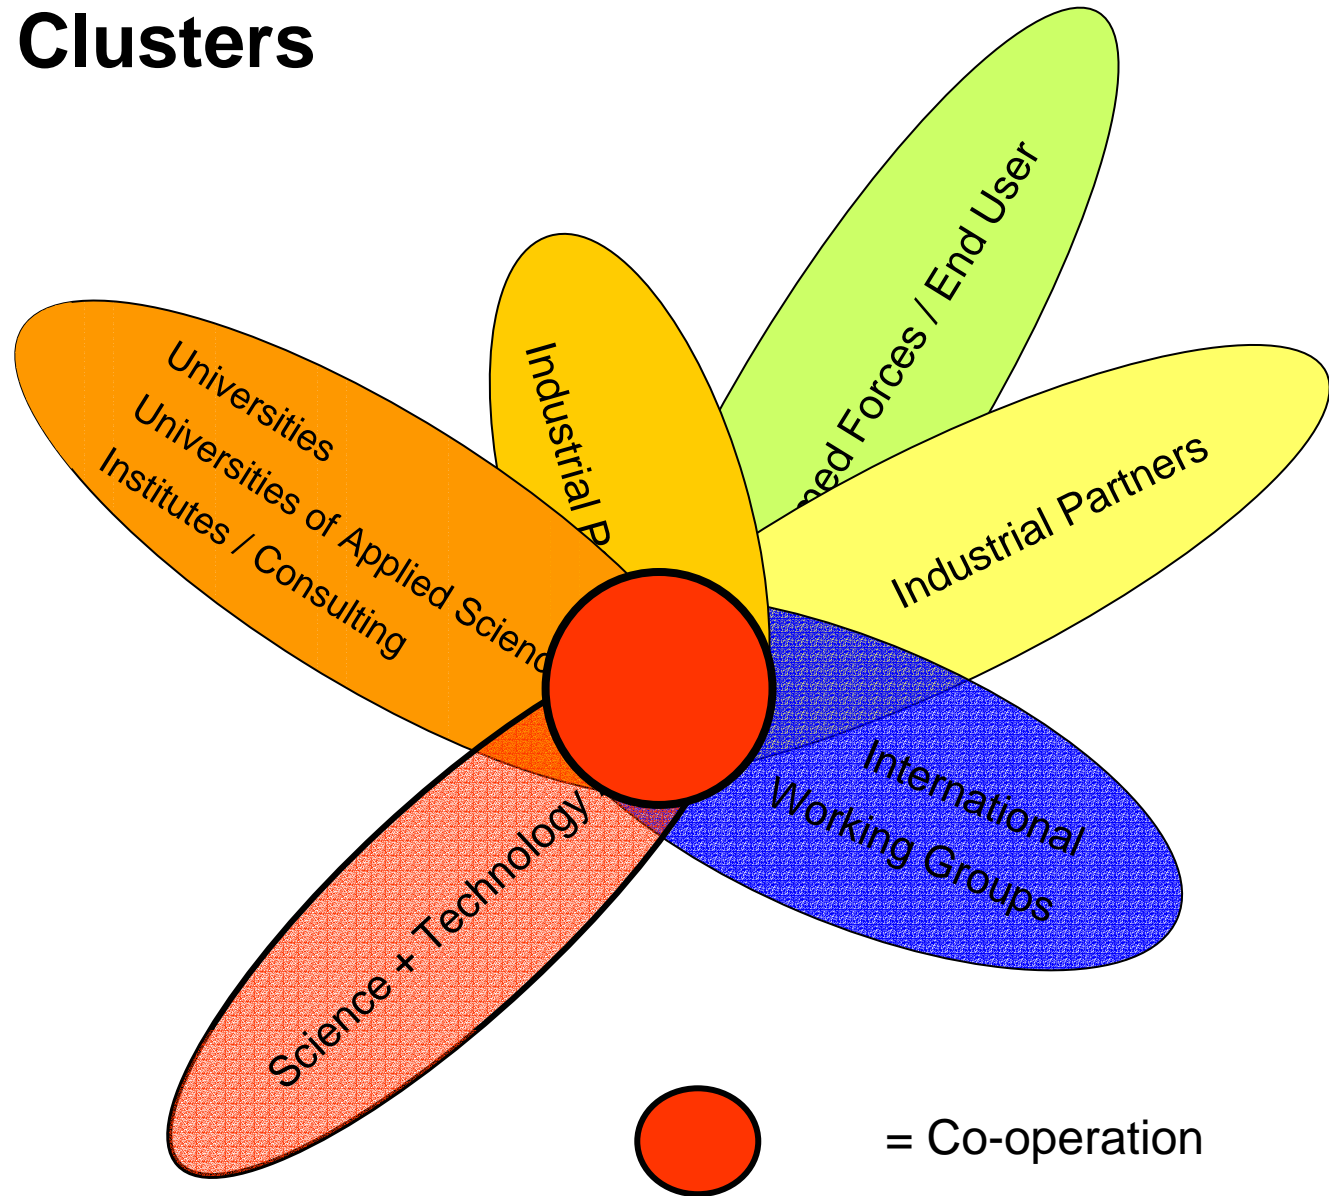 Clusters
med Forces / End User
Industrial P
Industrial Partners
Universities
Universities of Applied Scienc
Institutes / Consulting
International
Working Groups
Science + Technology
= Co-operation